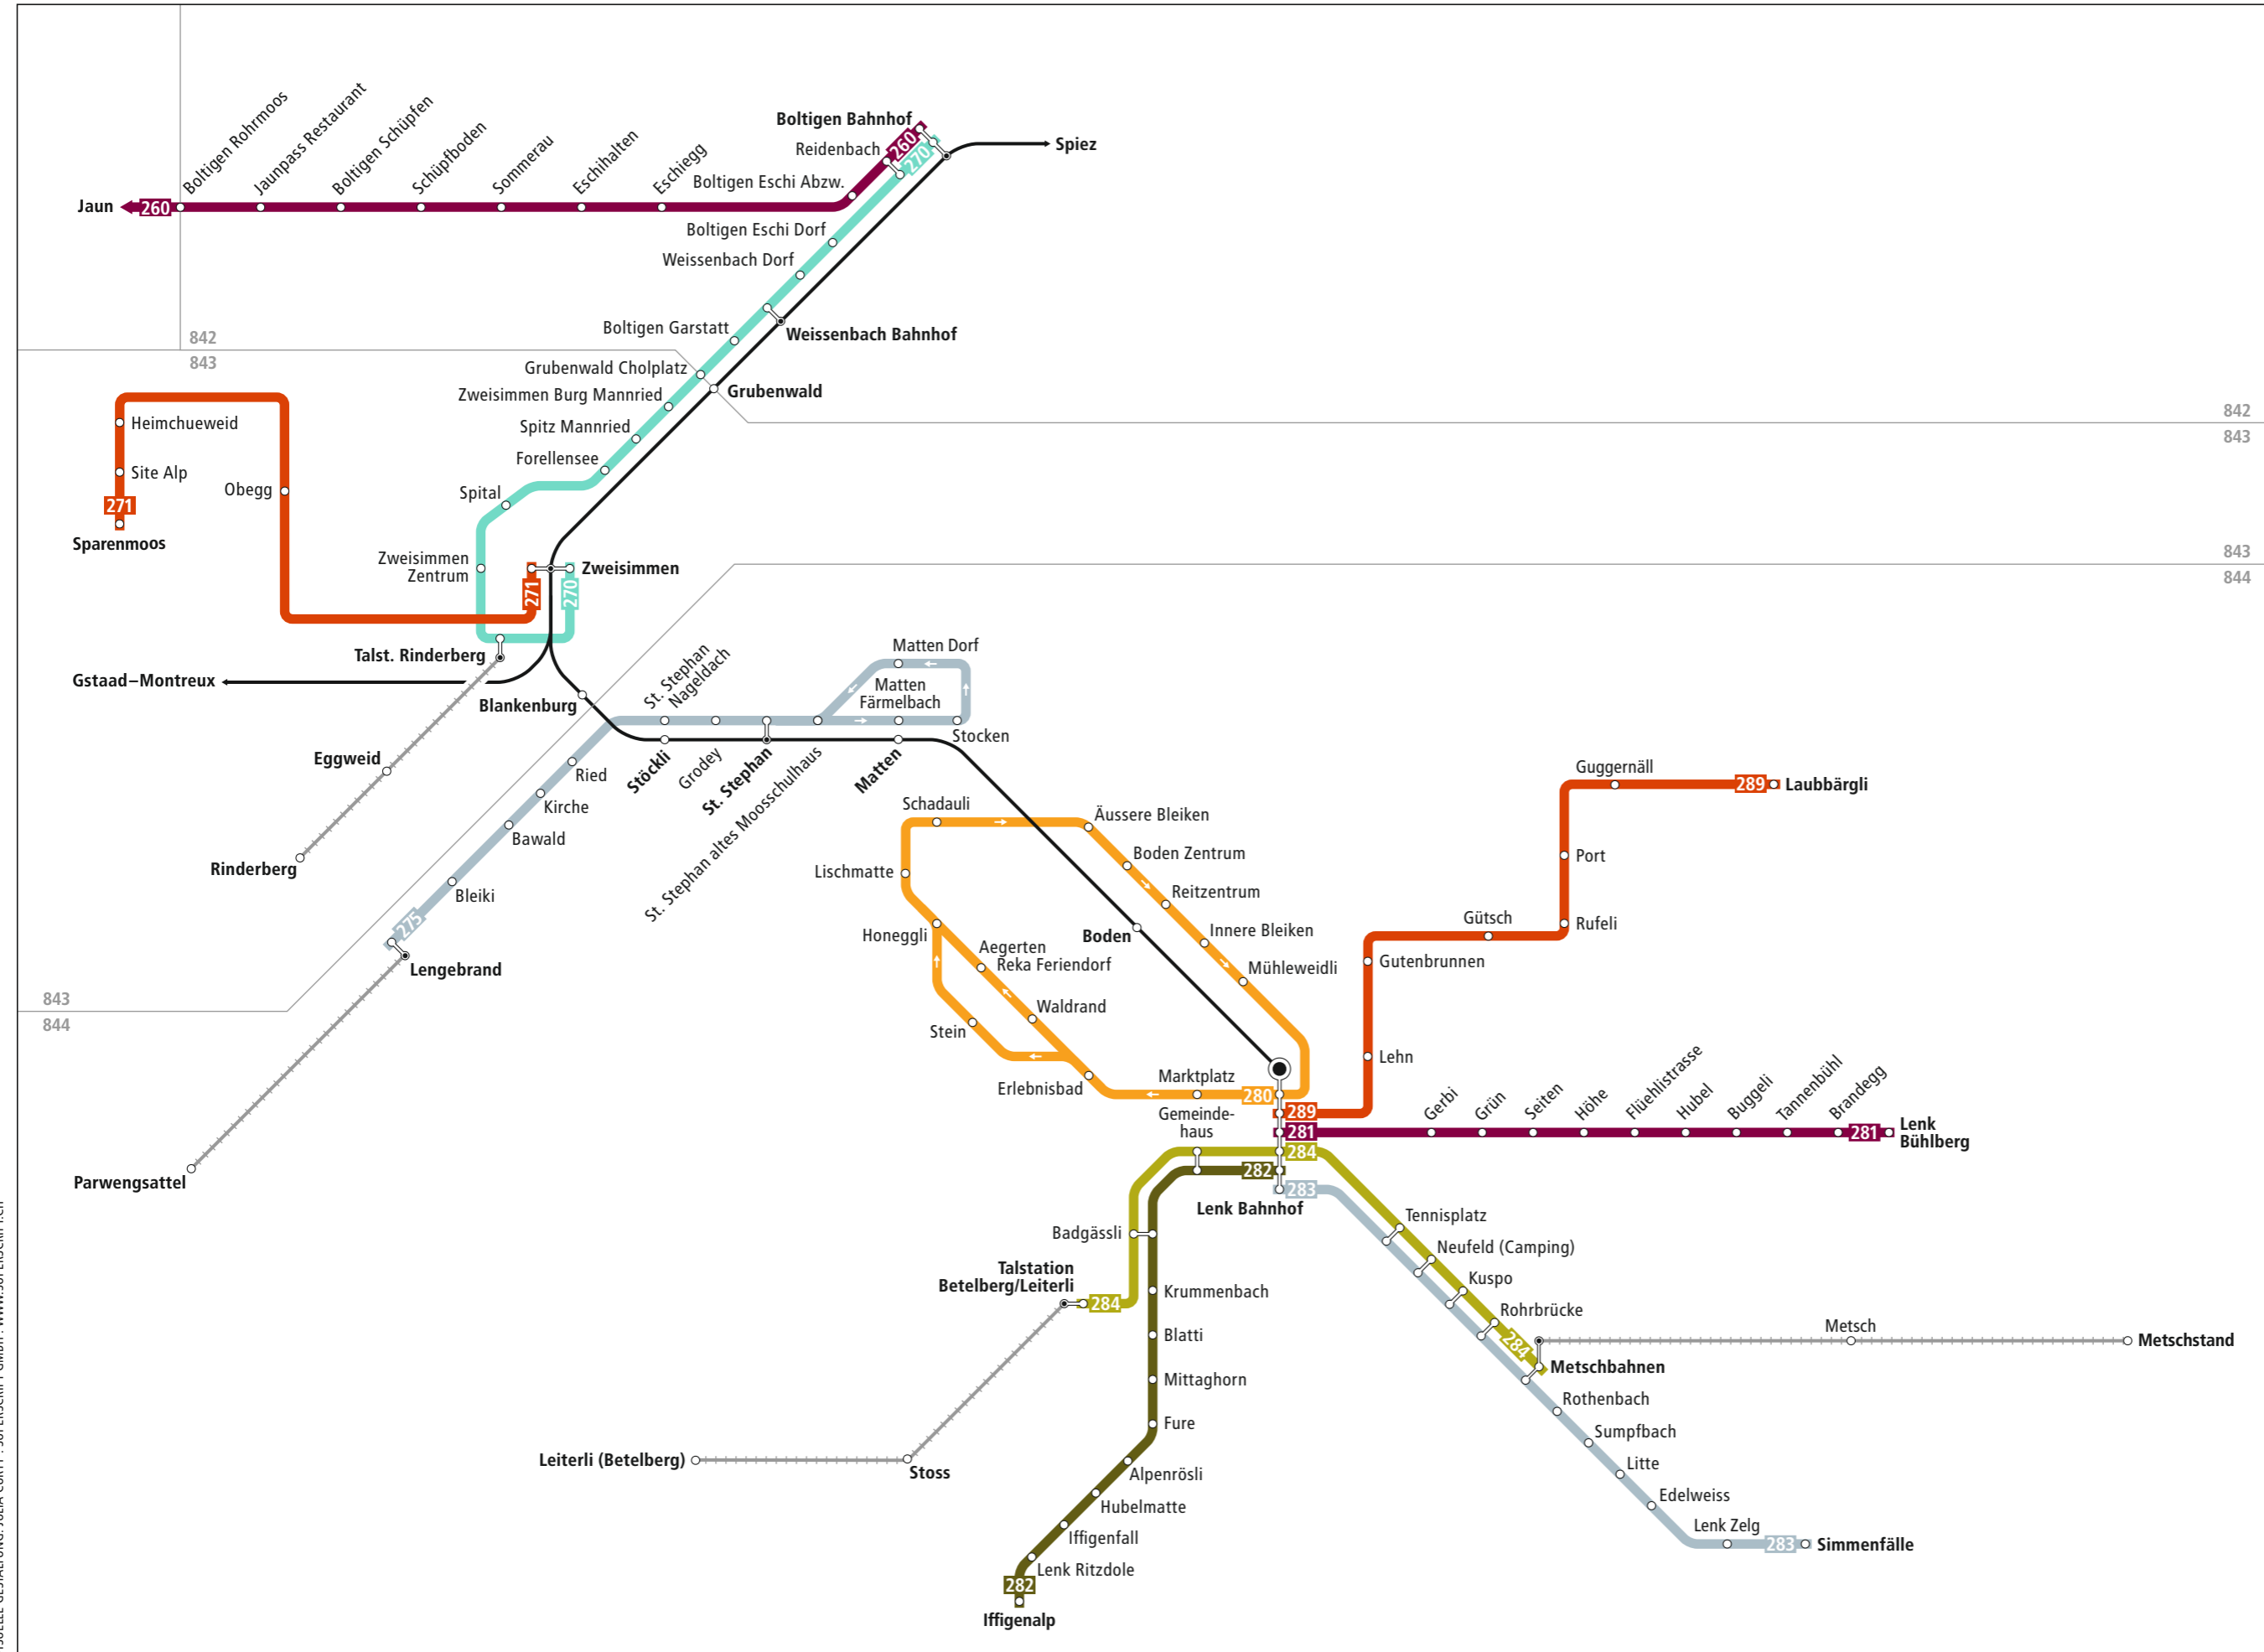 Boltigen Rohrmoos
Jaunpass Restaurant
Boltigen Schüpfen
Schüpfboden
Sommerau
Eschihalten
Eschiegg
Boltigen Bahnhof
Reidenbach
Boltigen Eschi Abzw.
260
270
Spiez
Jaun
260
Boltigen Eschi Dorf
Weissenbach Dorf
Boltigen Garstatt
Weissenbach Bahnhof
842
843
Grubenwald Cholplatz
Grubenwald
Zweisimmen Burg Mannried
Spitz Mannried
Forellensee
Spital
842
843
Heimchueweid
Site Alp
271
Sparenmoos
Obegg
Zweisimmen
Zentrum
Zweisimmen
271
270
843
844
Talst. Rinderberg
Gstaad–Montreux
Blankenburg
Eggweid
Rinderberg
St. Stephan
Nageldach
Matten Dorf
Matten
Färmelbach
Stocken
Stöckli
Grodey
St. Stephan
St. Stephan altes Moosschulhaus
Matten
Ried
Kirche
Bawald
Bleiki
275
Lengebrand
843
844
Parwengsattel
Schadauli
Äussere Bleiken
Lischmatte
Boden Zentrum
Reitzentrum
Honeggli
Aegerten
Reka Feriendorf
Boden
Innere Bleiken
Mühleweidli
Waldrand
Stein
Erlebnisbad
Marktplatz
280
Guggernäll
289
Laubbärgli
Port
Rufeli
Gütsch
Gutenbrunnen
Lehn
Gemeinde-
haus
289
281
284
282
283
Lenk Bahnhof
Gerbi
Grün
Seiten
Höhe
Flüehlistrasse
Hubel
Buggeli
Tannenbühl
Brandegg
281
Lenk
Bühlberg
Badgässli
Talstation
Betelberg/Leiterli
284
Krummenbach
Blatti
Mittaghorn
Fure
Alpenrösli
Hubelmatte
Iffigenfall
Lenk Ritzdole
282
Iffigenalp
Leiterli (Betelberg)
Stoss
Tennisplatz
Neufeld (Camping)
Kuspo
Rohrbrücke
284
Metschbahnen
Metsch
Metschstand
Rothenbach
Sumpfbach
Litte
Edelweiss
Lenk Zelg
283
Simmenfälle